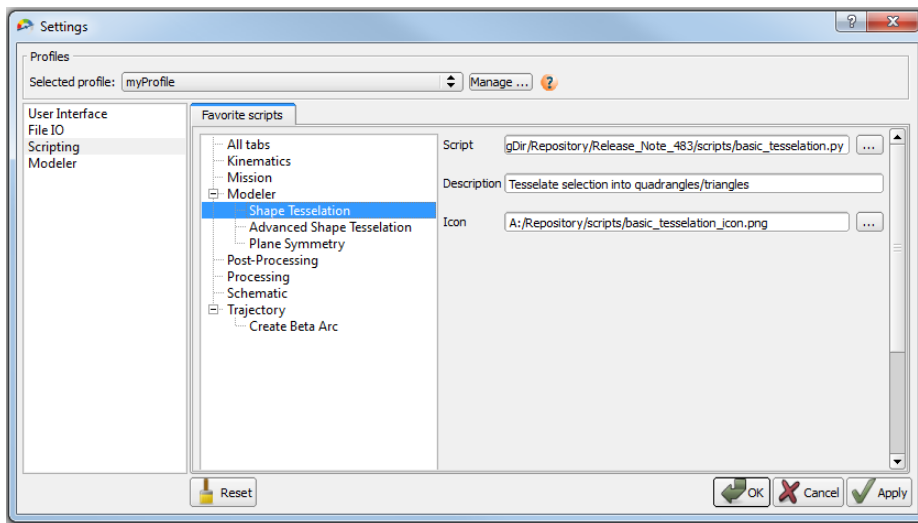 Settings
Profiles
Selected profile: myProfile Manage ...
User Interface
File IO
Scripting
Modeler
Favorite scripts
All tabs
Kinematics
Mission
Modeler
Shape Tesselation
Advanced Shape Tesselation
Plane Symmetry
Post-Processing
Processing
Schematic
Trajectory
Create Beta Arc
Script gDir/Repository/Release_Note_483/scripts/basic_tesselation.py ...
Description Tesselate selection into quadrangles/triangles
Icon A:/Repository/scripts/basic_tesselation_icon.png ...
Reset
OK Cancel Apply